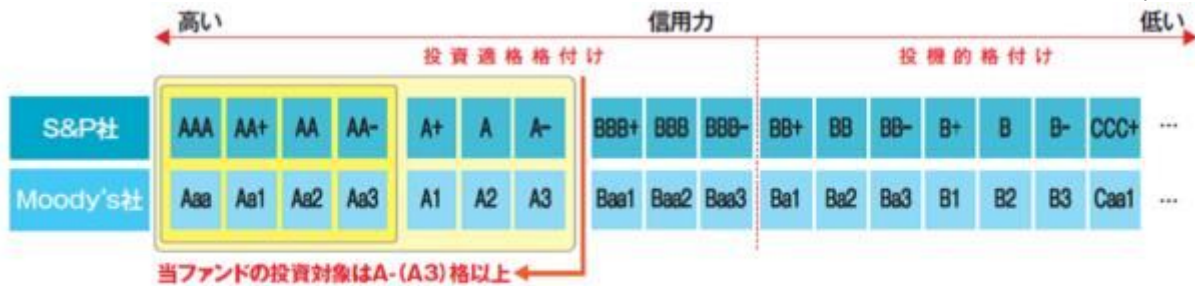 高い 信用力 低い
投資適格格付け 投機的格付け
S&P社 AAA AA+ AA AA- A+ A A- BBB+ BBB BBB- BB+ BB BB- B+ B B- CCC+ …
Moody's社 Aaa Aa1 Aa2 Aa3 A1 A2 A3 Baa1 Baa2 Baa3 Ba1 Ba2 Ba3 B1 B2 B3 Caa1 …
当ファンドの投資対象はA-(A3)格以上